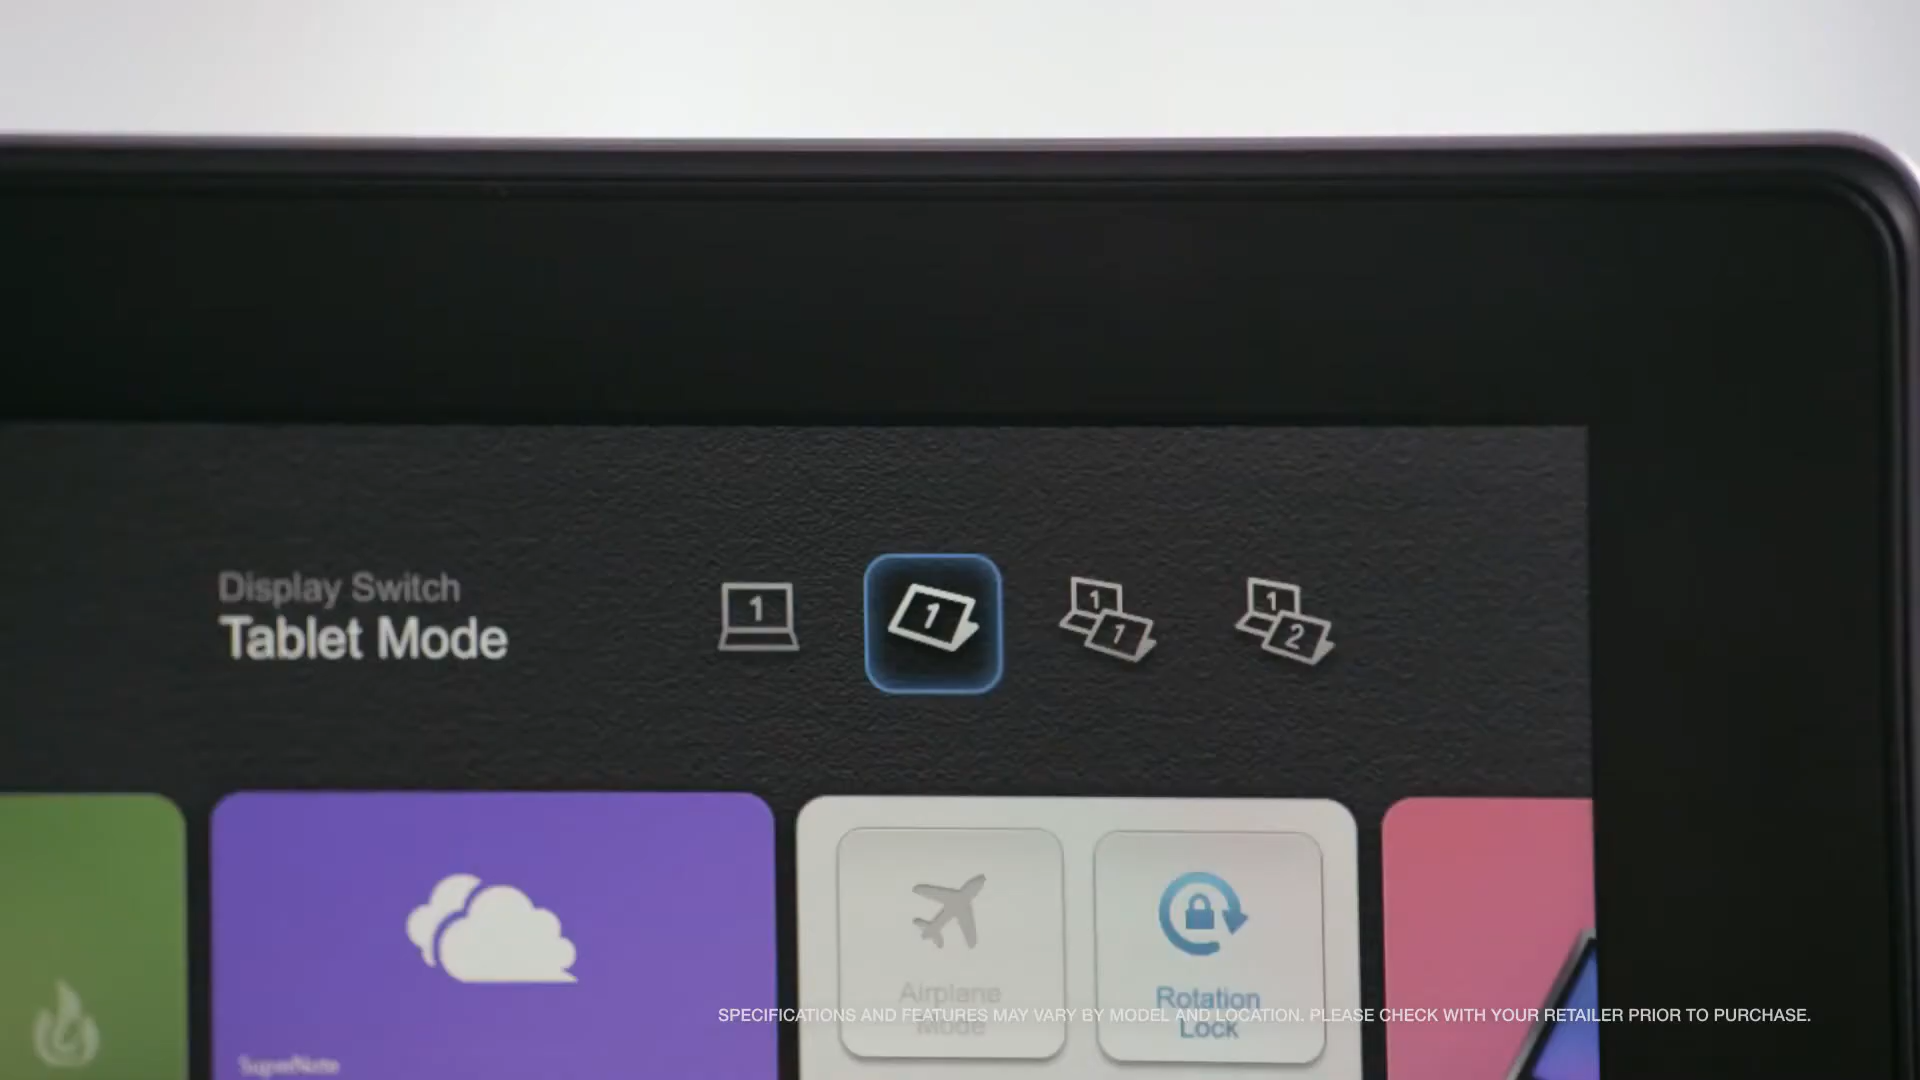 Display Switch
Tablet Mode
1
1
1
1
1
2
Airplane
Mode
Rotation
Lock
SuperNote
SPECIFICATIONS AND FEATURES MAY VARY BY MODEL AND LOCATION. PLEASE CHECK WITH YOUR RETAILER PRIOR TO PURCHASE.